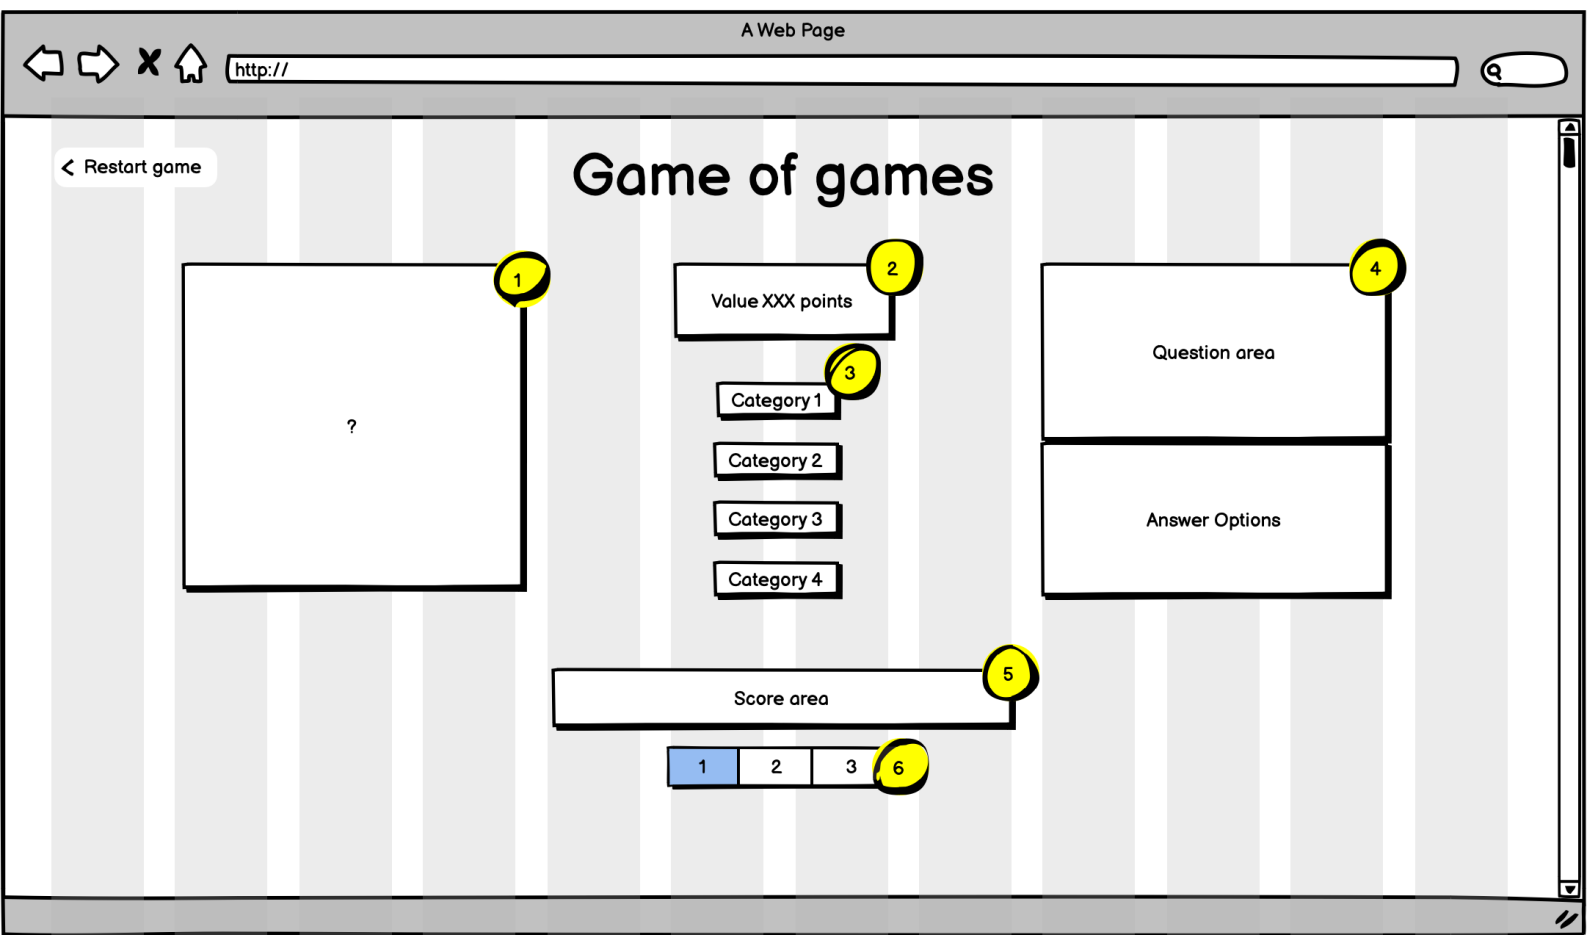 A Web Page
http://
Restart game
Game of games
1
?
2
Value XXX points
3
Category 1
Category 2
Category 3
Category 4
4
Question area
Answer Options
5
Score area
1 2 3
6